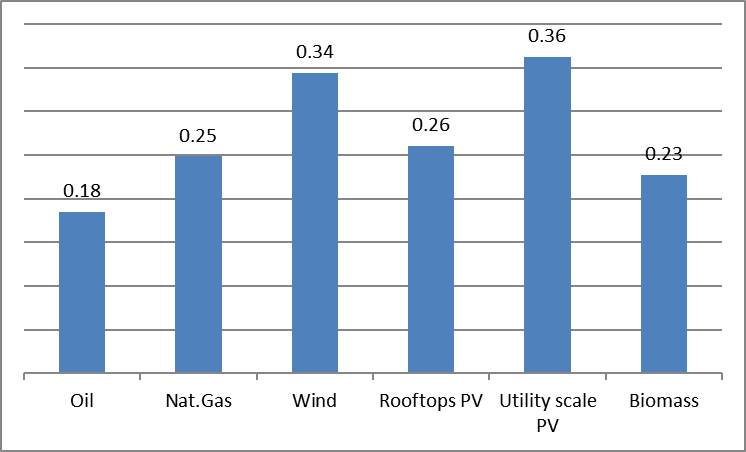 0.18
0.25
0.34
0.26
0.36
0.23
Oil
Nat.Gas
Wind
Rooftops PV
Utility scale
PV
Biomass